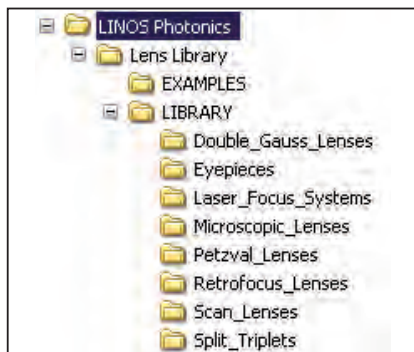 LINOS Photonics
Lens Library
EXAMPLES
LIBRARY
Double_Gauss_Lenses
Eyepieces
Laser_Focus_Systems
Microscopic_Lenses
Petzval_Lenses
Retrofocus_Lenses
Scan_Lenses
Split_Triplets